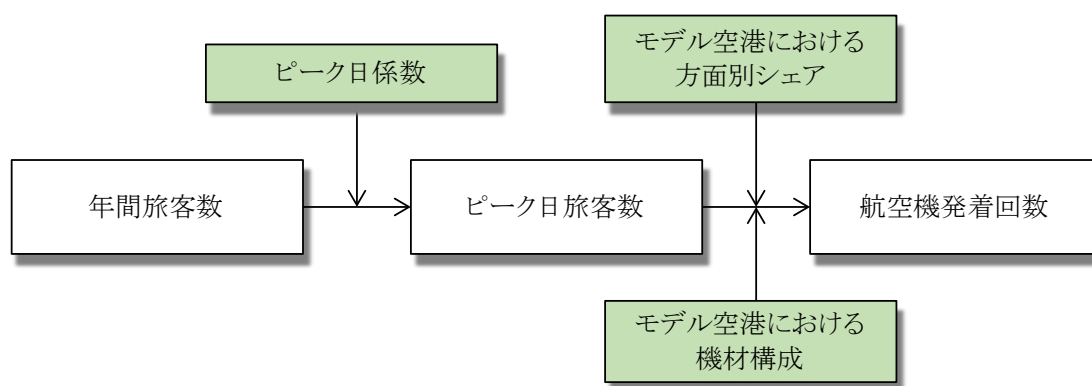 ピーク日係数
モデル空港における
方面別シェア
年間旅客数
ピーク日旅客数
航空機発着回数
モデル空港における
機材構成